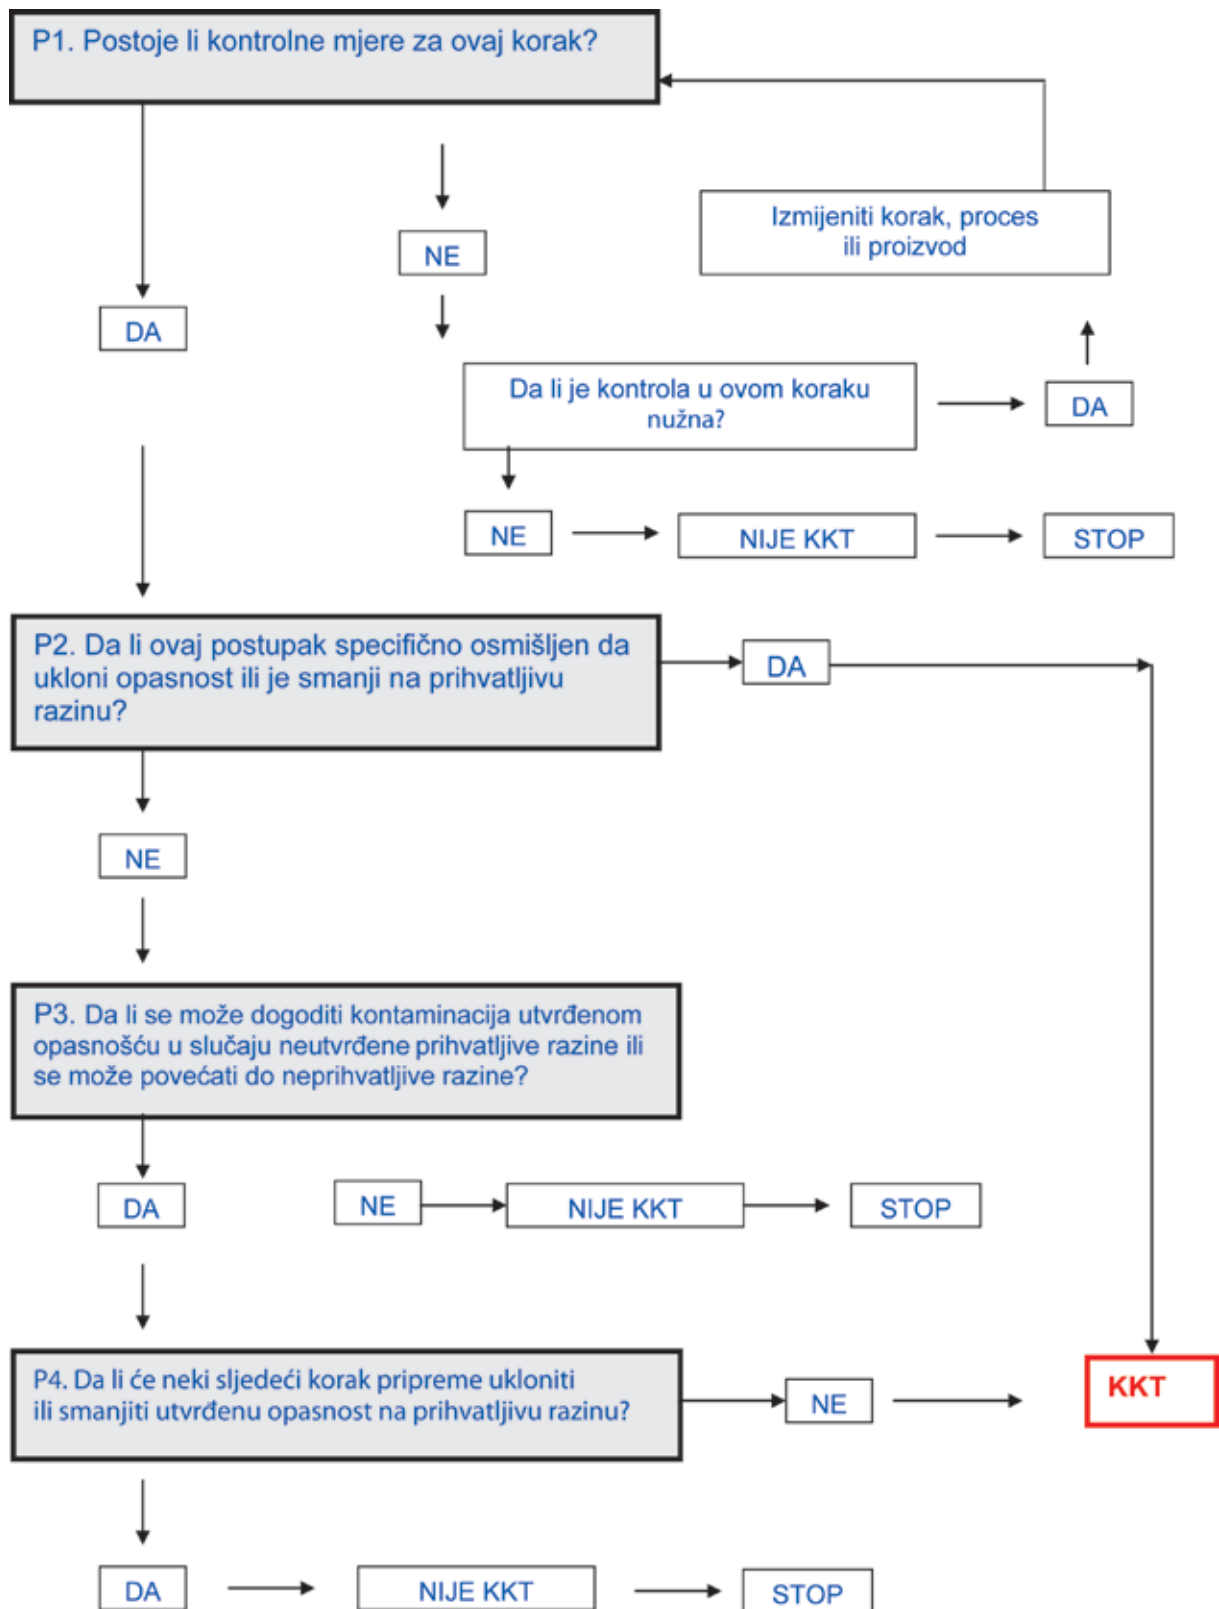 P1. Postoje li kontrolne mjere za ovaj korak?
Izmijeniti korak, proces
ili proizvod
NE
DA
Da li je kontrola u ovom koraku
nužna?
DA
NE
NIJE KKT
STOP
P2. Da li ovaj postupak specifično osmišljen da
ukloni opasnost ili je smanji na prihvatljivu
razinu?
DA
NE
P3. Da li se može dogoditi kontaminacija utvrđenom
opasnošću u slučaju neutvrđene prihvatljive razine ili
se može povećati do neprihvatljive razine?
DA
NE
NIJE KKT
STOP
P4. Da li će neki sljedeći korak pripreme ukloniti
ili smanjiti utvrđenu opasnost na prihvatljivu razinu?
NE
KKT
DA
NIJE KKT
STOP